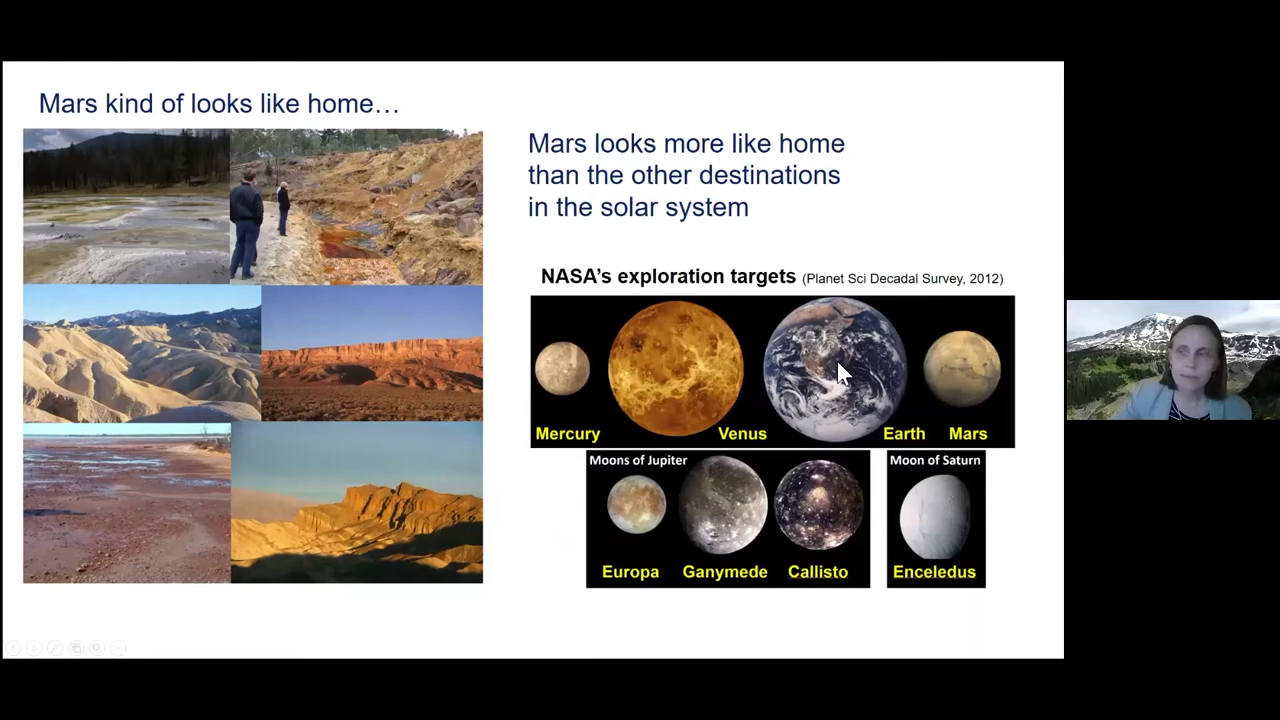 Mars kind of looks like home…
Mars looks more like home
than the other destinations
in the solar system
NASA's exploration targets (Planet Sci Decadal Survey, 2012)
Mercury Venus Earth Mars
Moons of Jupiter
Europa Ganymede Callisto
Moon of Saturn
Enceledus